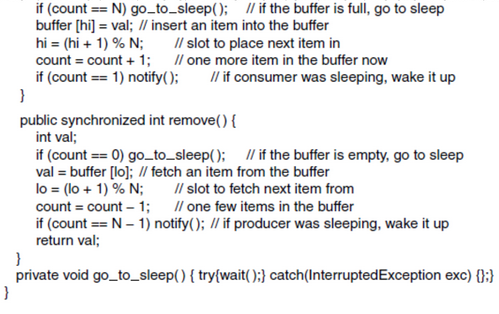 if (count == N) go_to_sleep( ); // if the buffer is full, go to sleep
buffer [hi] = val; // insert an item into the buffer
hi = (hi + 1) % N; // slot to place next item in
count = count + 1; // one more item in the buffer now
if (count == 1) notify( ); // if consumer was sleeping, wake it up
}
public synchronized int remove( ) {
int val;
if (count == 0) go_to_sleep( ); // if the buffer is empty, go to sleep
val = buffer [lo]; // fetch an item from the buffer
lo = (lo + 1) % N; // slot to fetch next item from
count = count − 1; // one few items in the buffer
if (count == N − 1) notify( ); // if producer was sleeping, wake it up
return val;
}
private void go_to_sleep( ) { try{wait( );} catch(InterruptedException exc) {};}
}